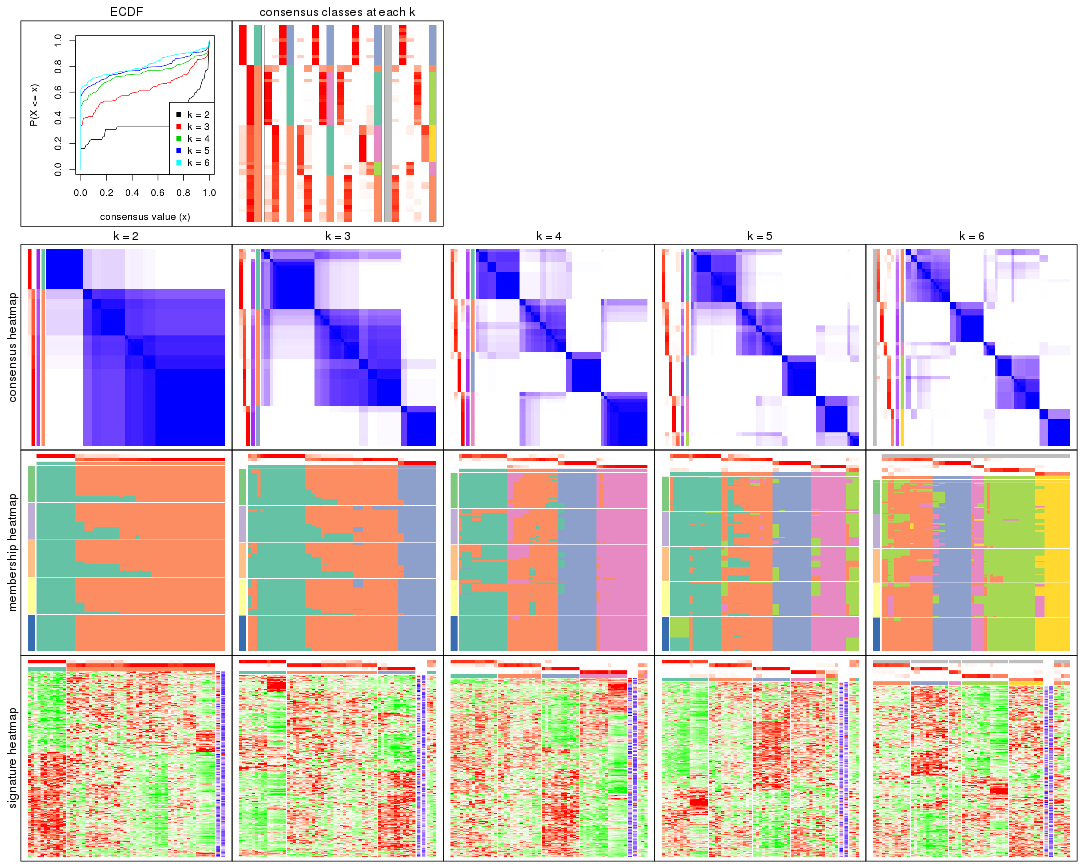 ECDF
consensus classes at each k
P(X <= x)
0.0
0.2
0.4
0.6
0.8
1.0
k = 2
k = 3
k = 4
k = 5
k = 6
0.0 0.2 0.4 0.6 0.8 1.0
consensus value (x)
k = 2
k = 3
k = 4
k = 5
k = 6
consensus heatmap
membership heatmap
signature heatmap